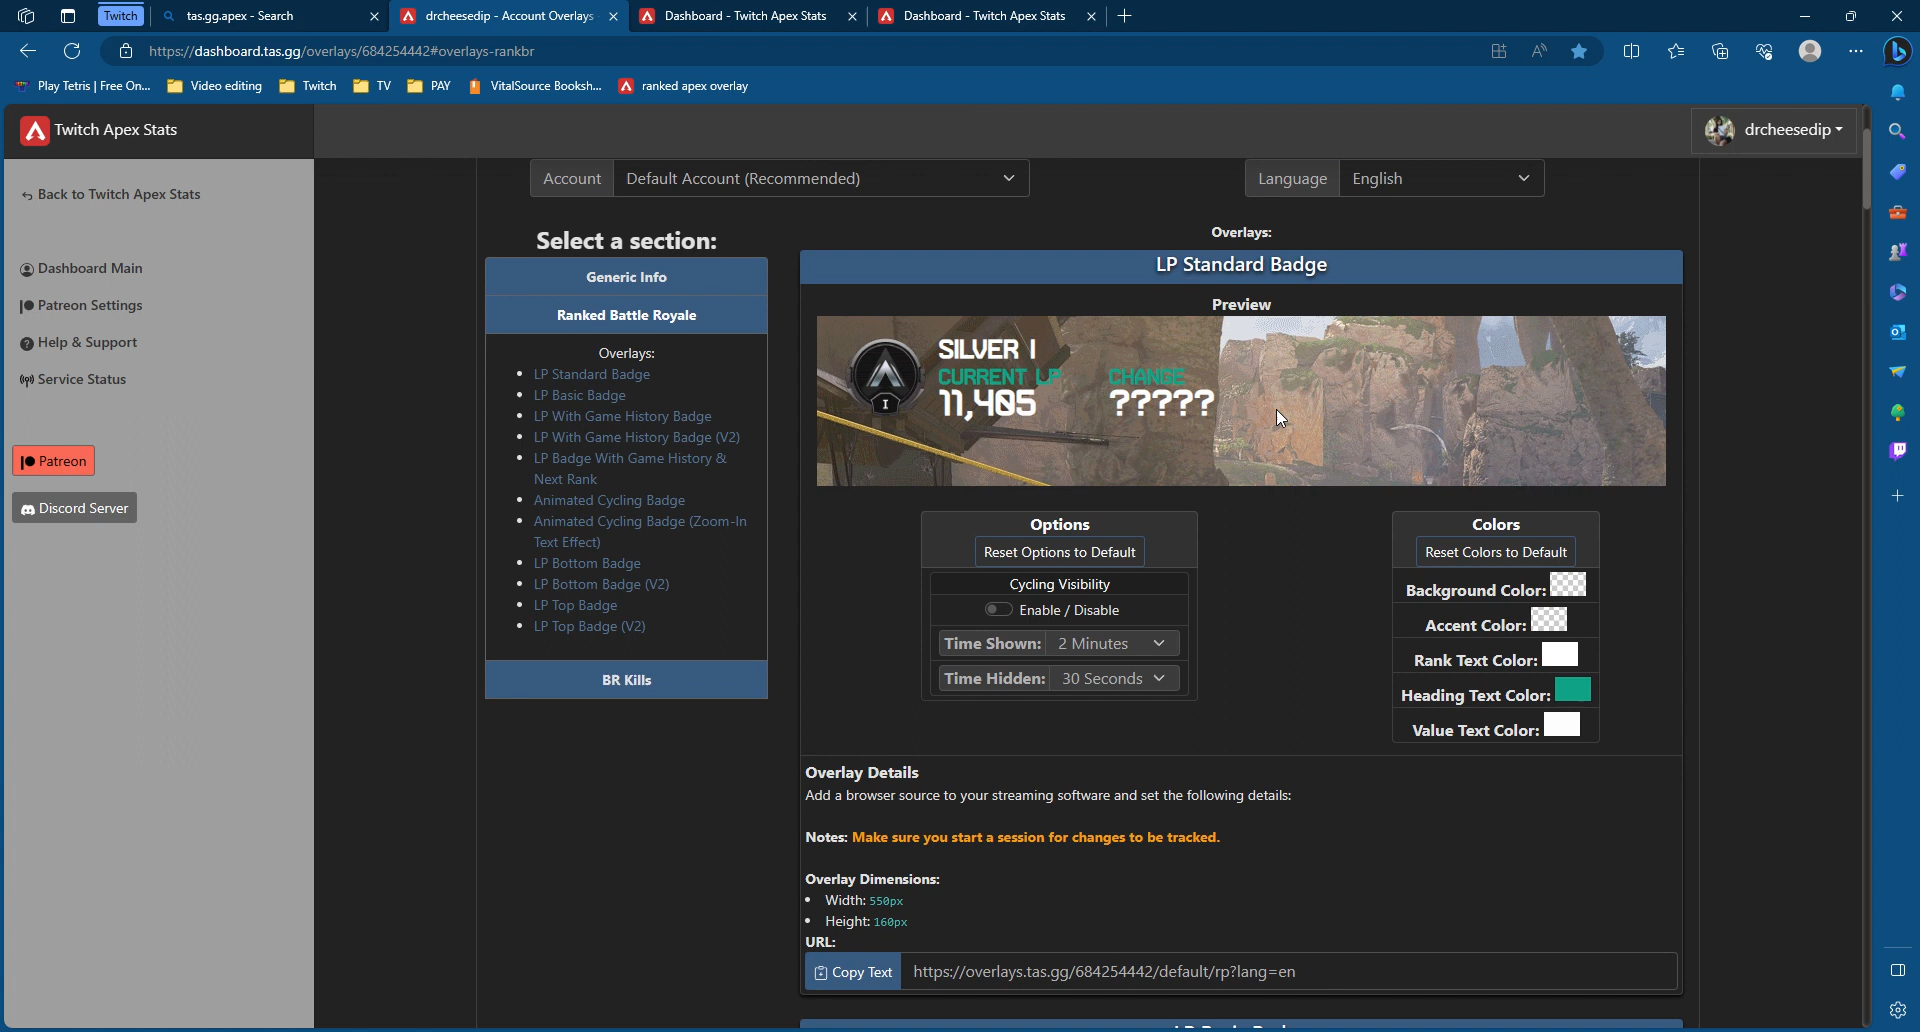 Twitch
tas.gg.apex - Search
drcheesedip - Account Overlays
Dashboard - Twitch Apex Stats
Dashboard - Twitch Apex Stats
https://dashboard.tas.gg/overlays/684254442#overlays-rankbr
Play Tetris | Free On...
Video editing
Twitch
TV
PAY
VitalSource Booksh...
ranked apex overlay
Twitch Apex Stats
drcheesedip
Back to Twitch Apex Stats
Dashboard Main
Patreon Settings
Help & Support
Service Status
Patreon
Discord Server
Account
Default Account (Recommended)
Language
English
Select a section:
Generic Info
Ranked Battle Royale
Overlays:
• LP Standard Badge
• LP Basic Badge
• LP With Game History Badge
• LP With Game History Badge (V2)
• LP Badge With Game History &
Next Rank
• Animated Cycling Badge
• Animated Cycling Badge (Zoom-In
Text Effect)
• LP Bottom Badge
• LP Bottom Badge (V2)
• LP Top Badge
• LP Top Badge (V2)
BR Kills
Overlays:
LP Standard Badge
Preview
SILVER I
CURRENT LP
CHANGE
11,405
?????
I
Options
Reset Options to Default
Cycling Visibility
Enable / Disable
Time Shown: 2 Minutes
Time Hidden: 30 Seconds
Colors
Reset Colors to Default
Background Color:
Accent Color:
Rank Text Color:
Heading Text Color:
Value Text Color:
Overlay Details
Add a browser source to your streaming software and set the following details:
Notes: Make sure you start a session for changes to be tracked.
Overlay Dimensions:
• Width: 550px
• Height: 160px
URL:
Copy Text
https://overlays.tas.gg/684254442/default/rp?lang=en